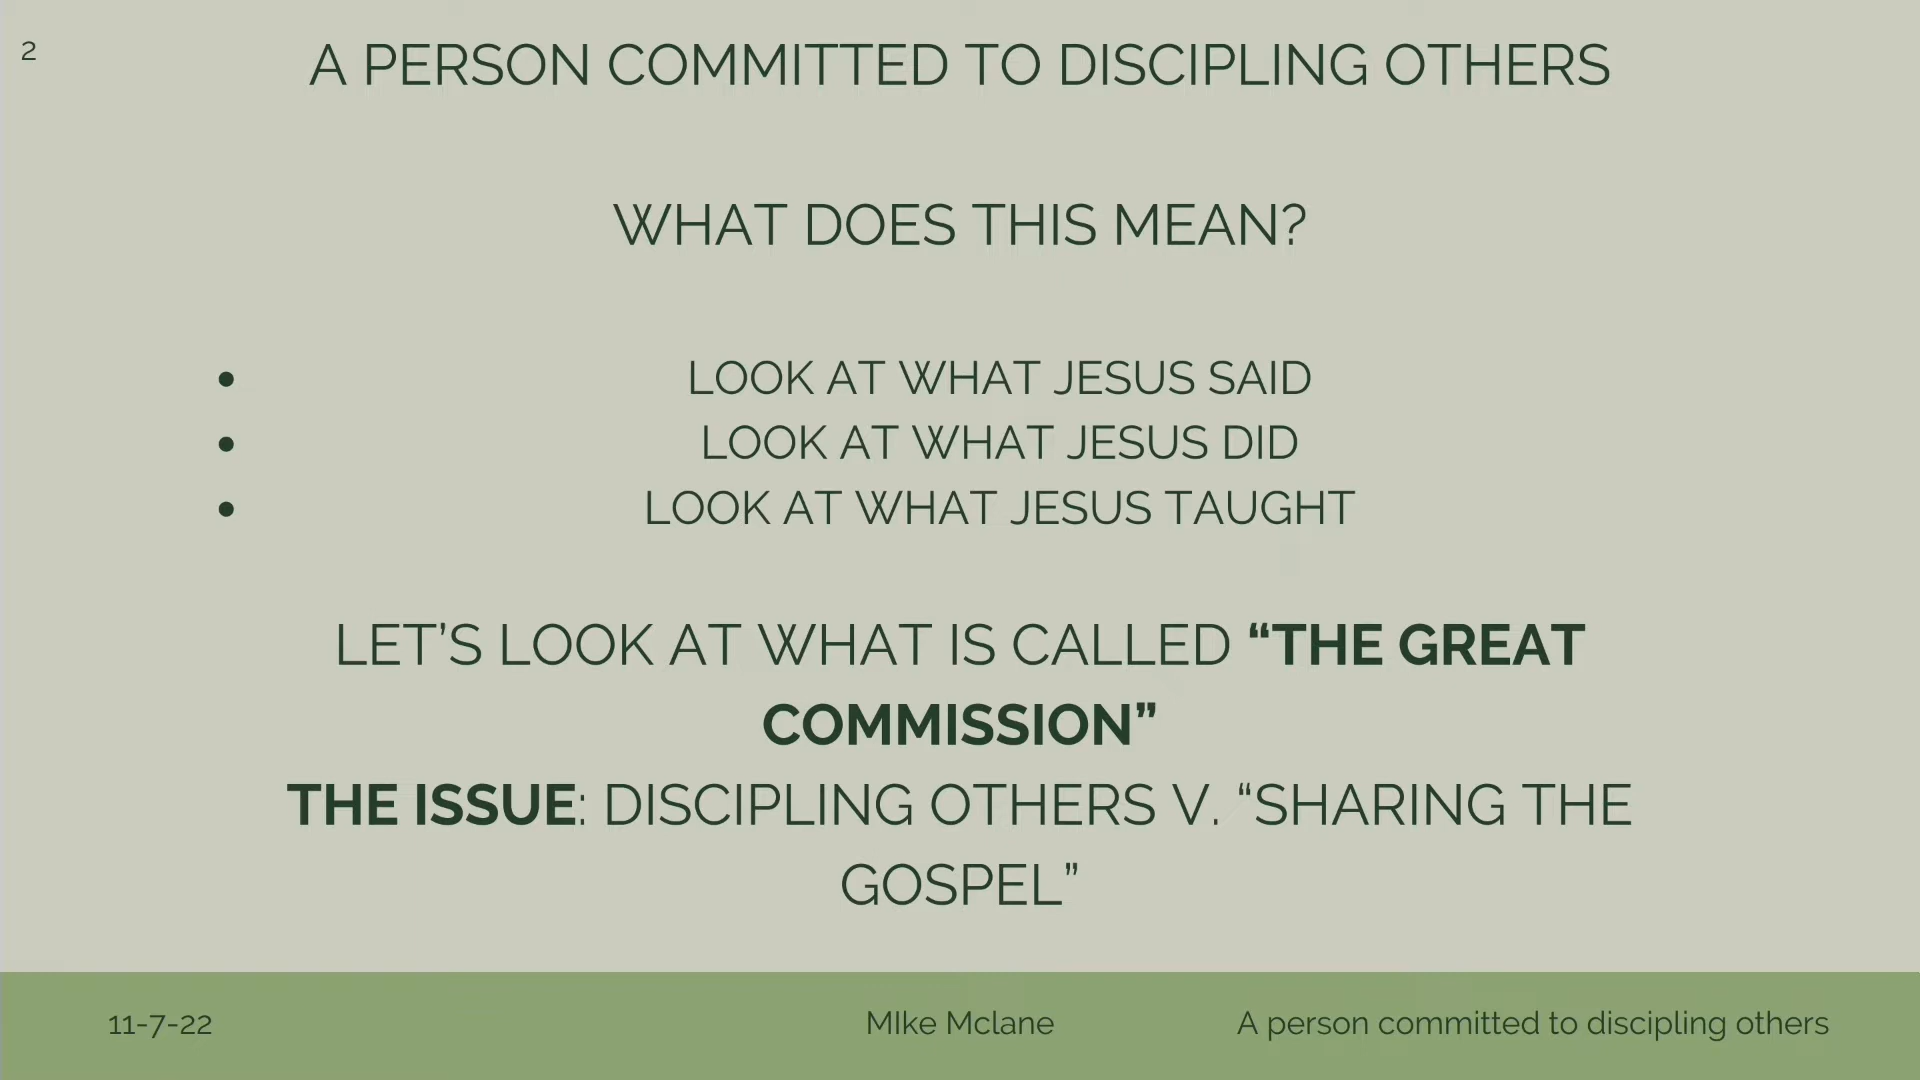 2
A PERSON COMMITTED TO DISCIPLING OTHERS
WHAT DOES THIS MEAN?
• LOOK AT WHAT JESUS SAID
• LOOK AT WHAT JESUS DID
• LOOK AT WHAT JESUS TAUGHT
LET’S LOOK AT WHAT IS CALLED “THE GREAT
COMMISSION”
THE ISSUE: DISCIPLING OTHERS V. “SHARING THE
GOSPEL”
11-7-22
MIke Mclane
A person committed to discipling others